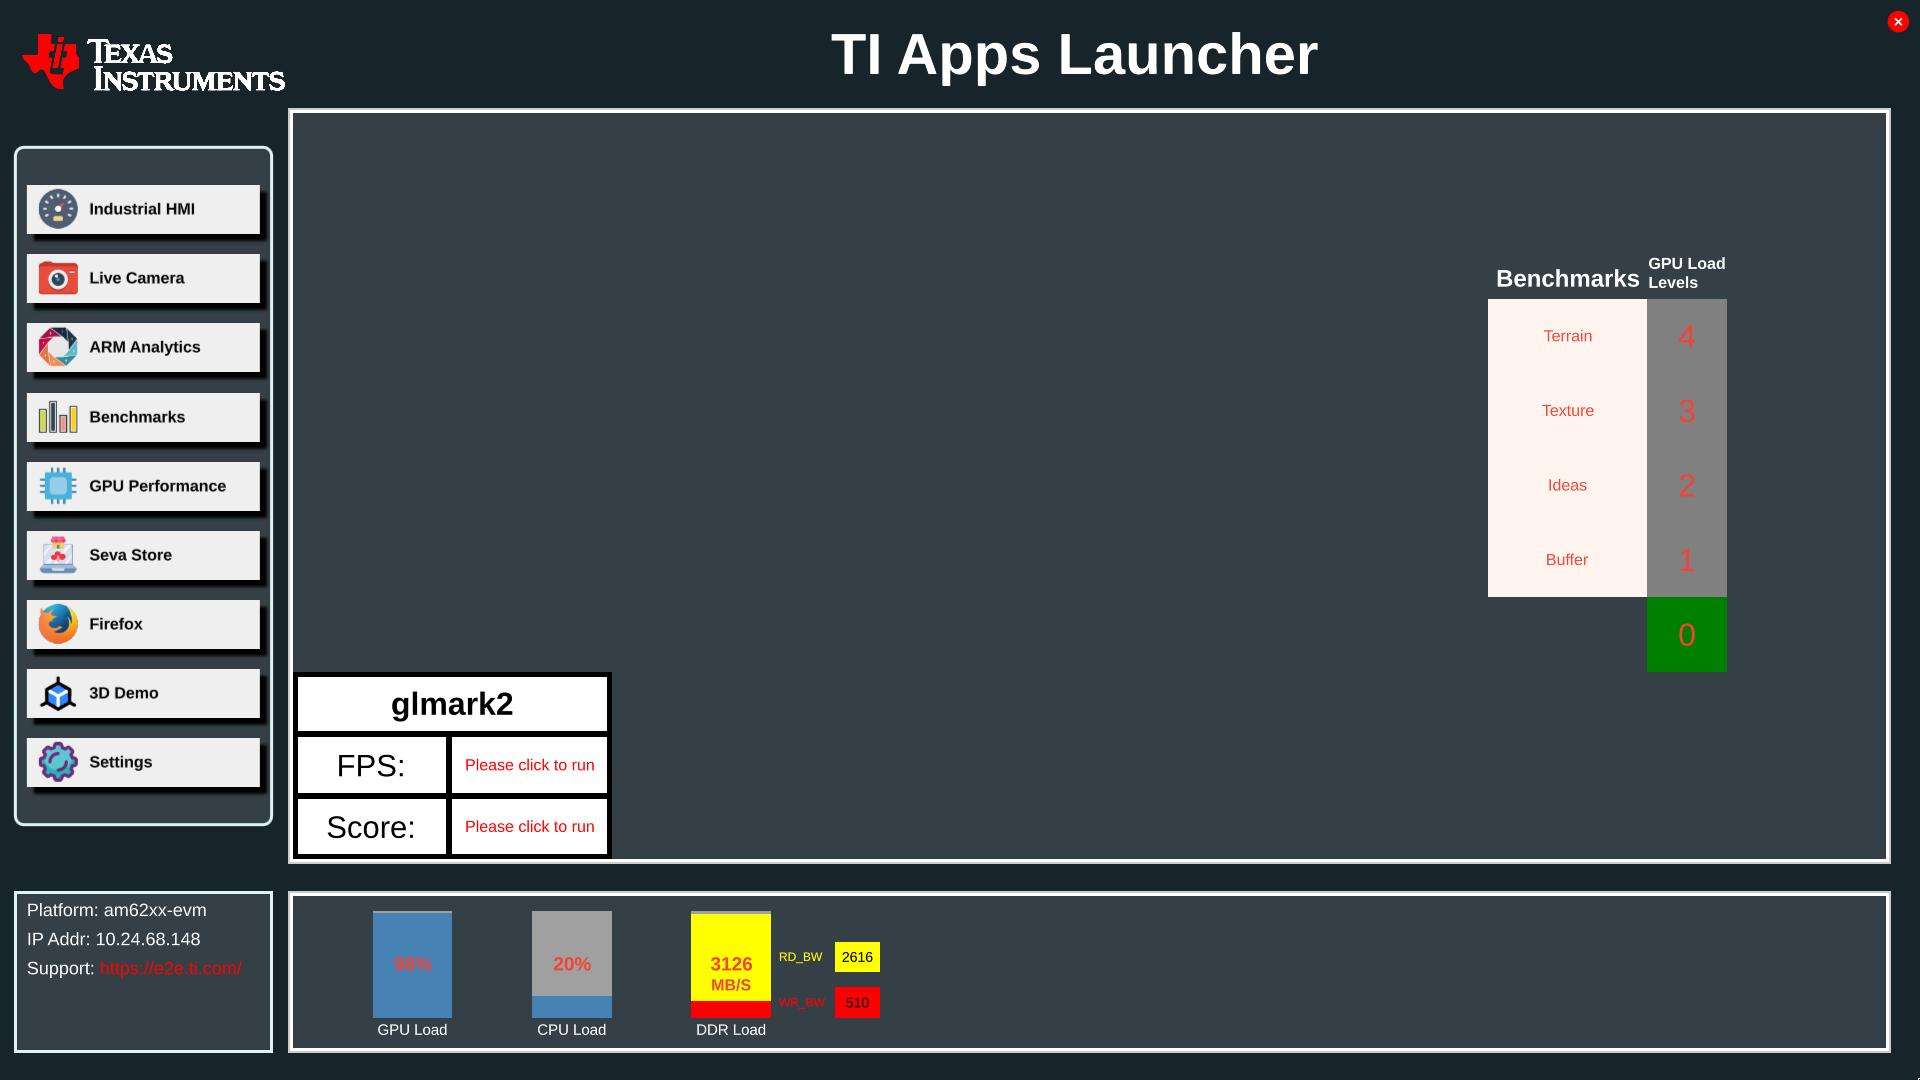 TEXAS
INSTRUMENTS
TI Apps Launcher
Industrial HMI
Live Camera
ARM Analytics
Benchmarks
GPU Performance
Seva Store
Firefox
3D Demo
Settings
Benchmarks
GPU Load
Levels
Terrain
4
Texture
3
Ideas
2
Buffer
1
0
glmark2
FPS:
Please click to run
Score:
Please click to run
Platform: am62xx-evm
IP Addr: 10.24.68.148
Support: https://e2e.ti.com/
98%
GPU Load
20%
CPU Load
3126
MB/S
DDR Load
RD_BW
2616
WR_BW
510